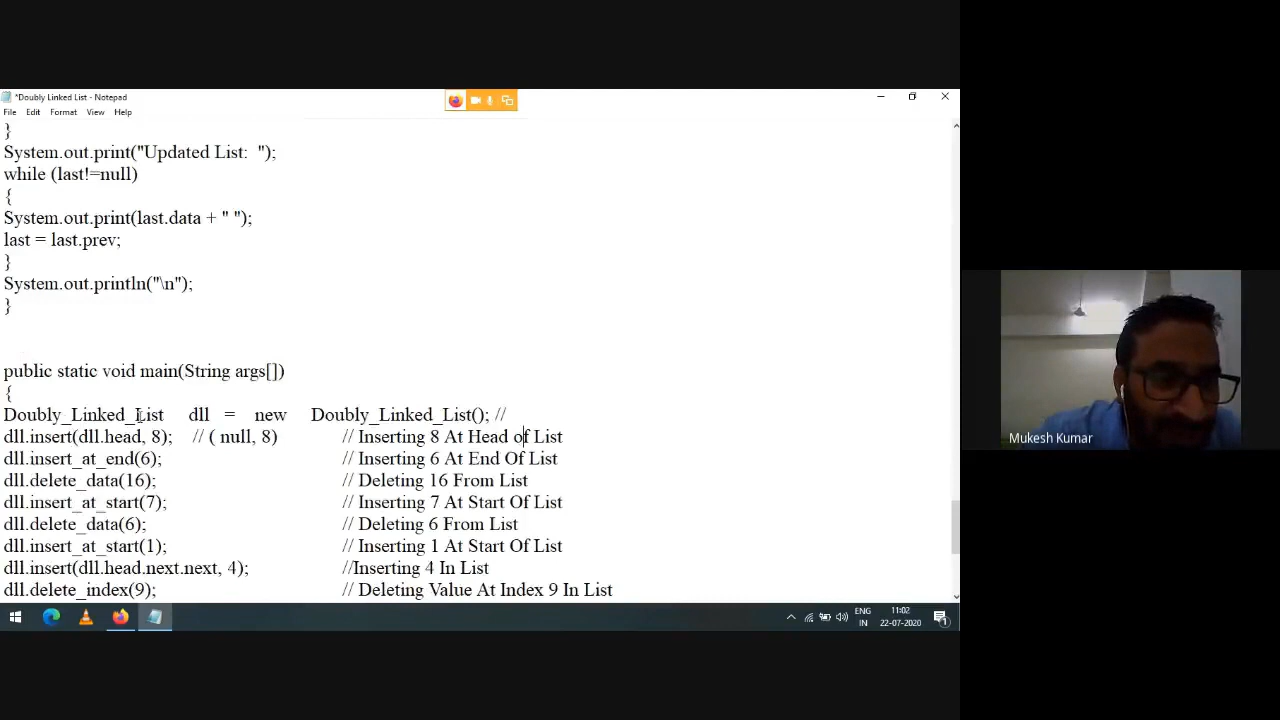 *Doubly Linked List - Notepad
File Edit Format View Help
}
System.out.print("Updated List:  ");
while (last!=null)
{
System.out.print(last.data + " ");
last = last.prev;
}
System.out.println("\n");
}
public static void main(String args[])
{
Doubly_Linked_List dll = new Doubly_Linked_List(); //
dll.insert(dll.head, 8); // ( null, 8) // Inserting 8 At Head of List
dll.insert_at_end(6); // Inserting 6 At End Of List
dll.delete_data(16); // Deleting 16 From List
dll.insert_at_start(7); // Inserting 7 At Start Of List
dll.delete_data(6); // Deleting 6 From List
dll.insert_at_start(1); // Inserting 1 At Start Of List
dll.insert(dll.head.next.next, 4); //Inserting 4 In List
dll.delete_index(9); // Deleting Value At Index 9 In List
Mukesh Kumar
ENG
IN
11:02
22-07-2020
1